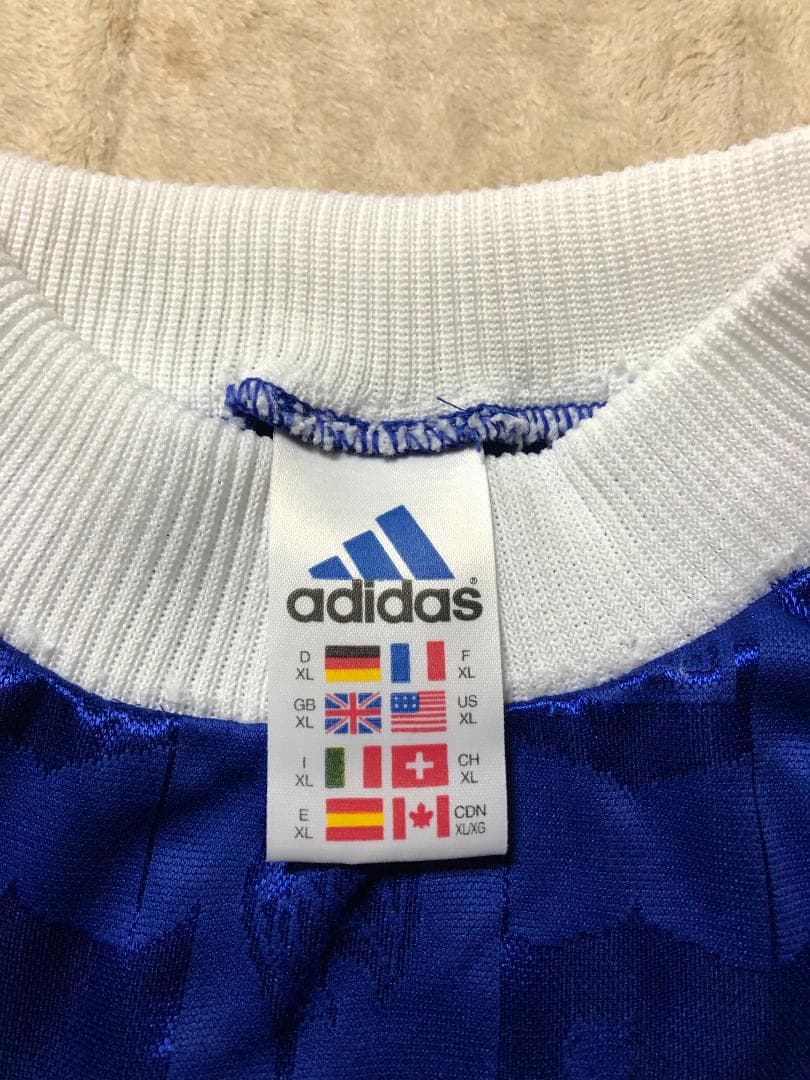 adidas®
D F
XL XL
GB US
XL XL
I CH
XL XL
E CDN
XL XL/XG